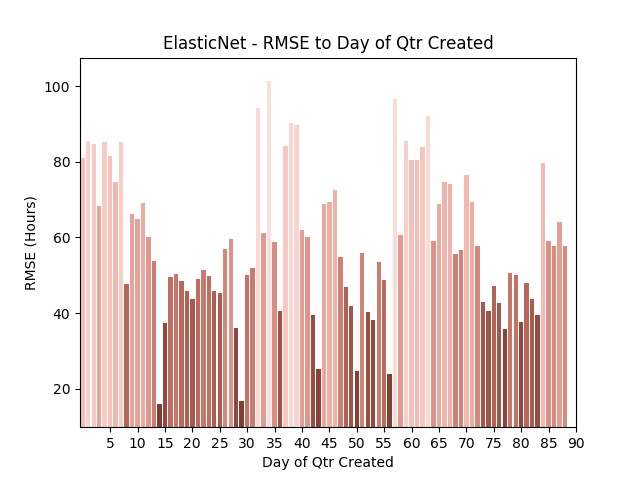 ElasticNet - RMSE to Day of Qtr Created
RMSE (Hours)
100
80
60
40
20
5 10 15 20 25 30 35 40 45 50 55 60 65 70 75 80 85 90
Day of Qtr Created